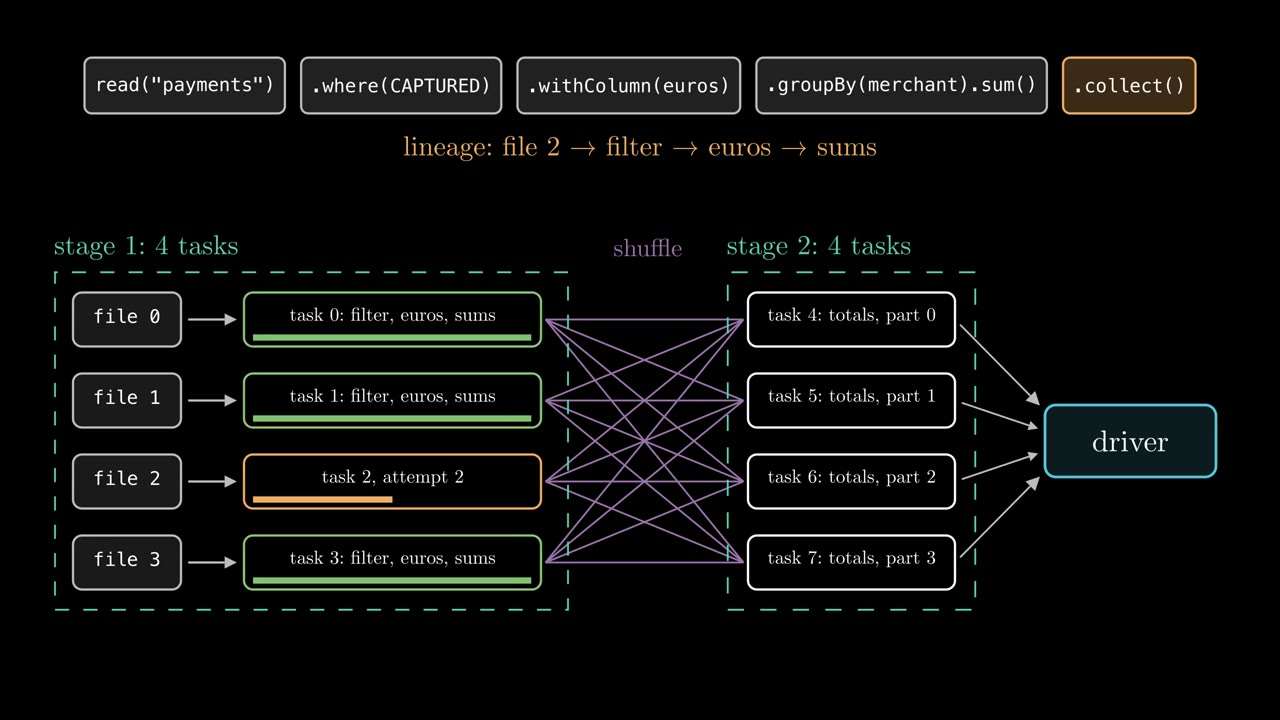 read("payments") .where(CAPTURED) .withColumn(euros) .groupBy(merchant).sum() .collect()
lineage: file 2 → filter → euros → sums
stage 1: 4 tasks shuffle stage 2: 4 tasks
file 0 task 0: filter, euros, sums task 4: totals, part 0
file 1 task 1: filter, euros, sums task 5: totals, part 1
driver
file 2 task 2, attempt 2 task 6: totals, part 2
file 3 task 3: filter, euros, sums task 7: totals, part 3